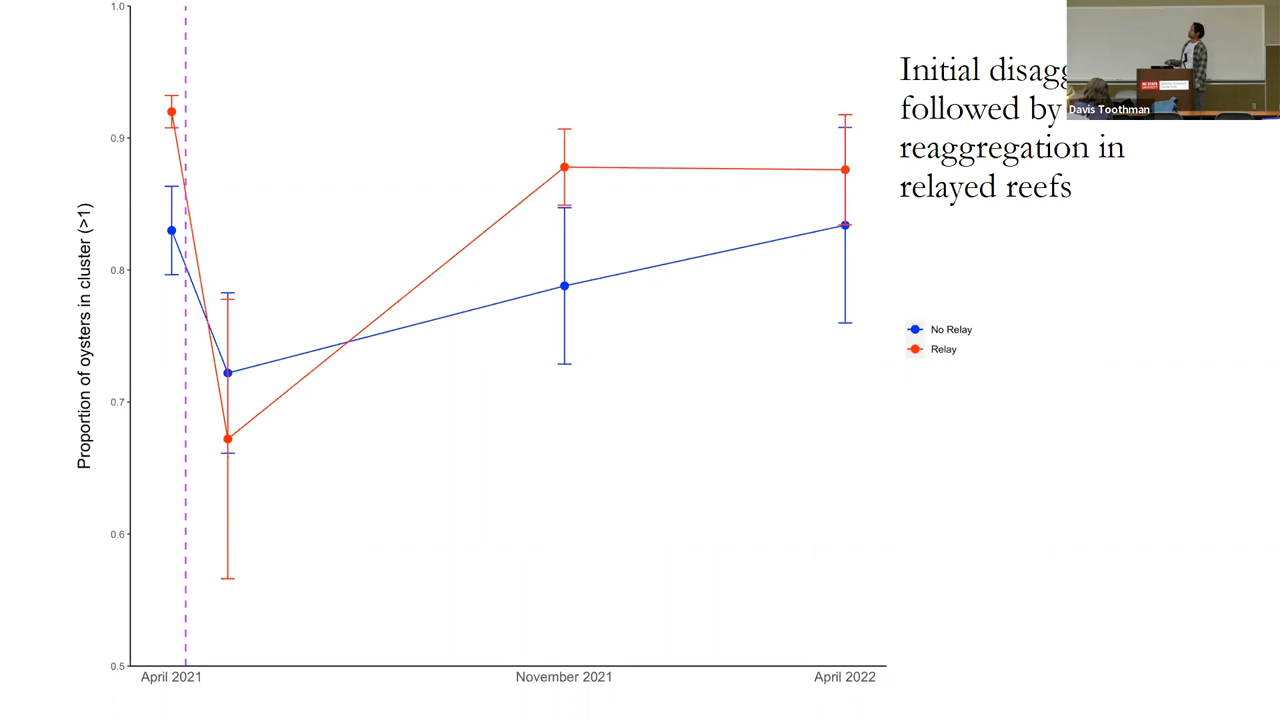 1.0
0.9
0.8
0.7
0.6
0.5
Proportion of oysters in cluster (>1)
April 2021
November 2021
April 2022
Initial
followed by
reaggregation in
relayed reefs
No Relay
Relay
Davis Toothman